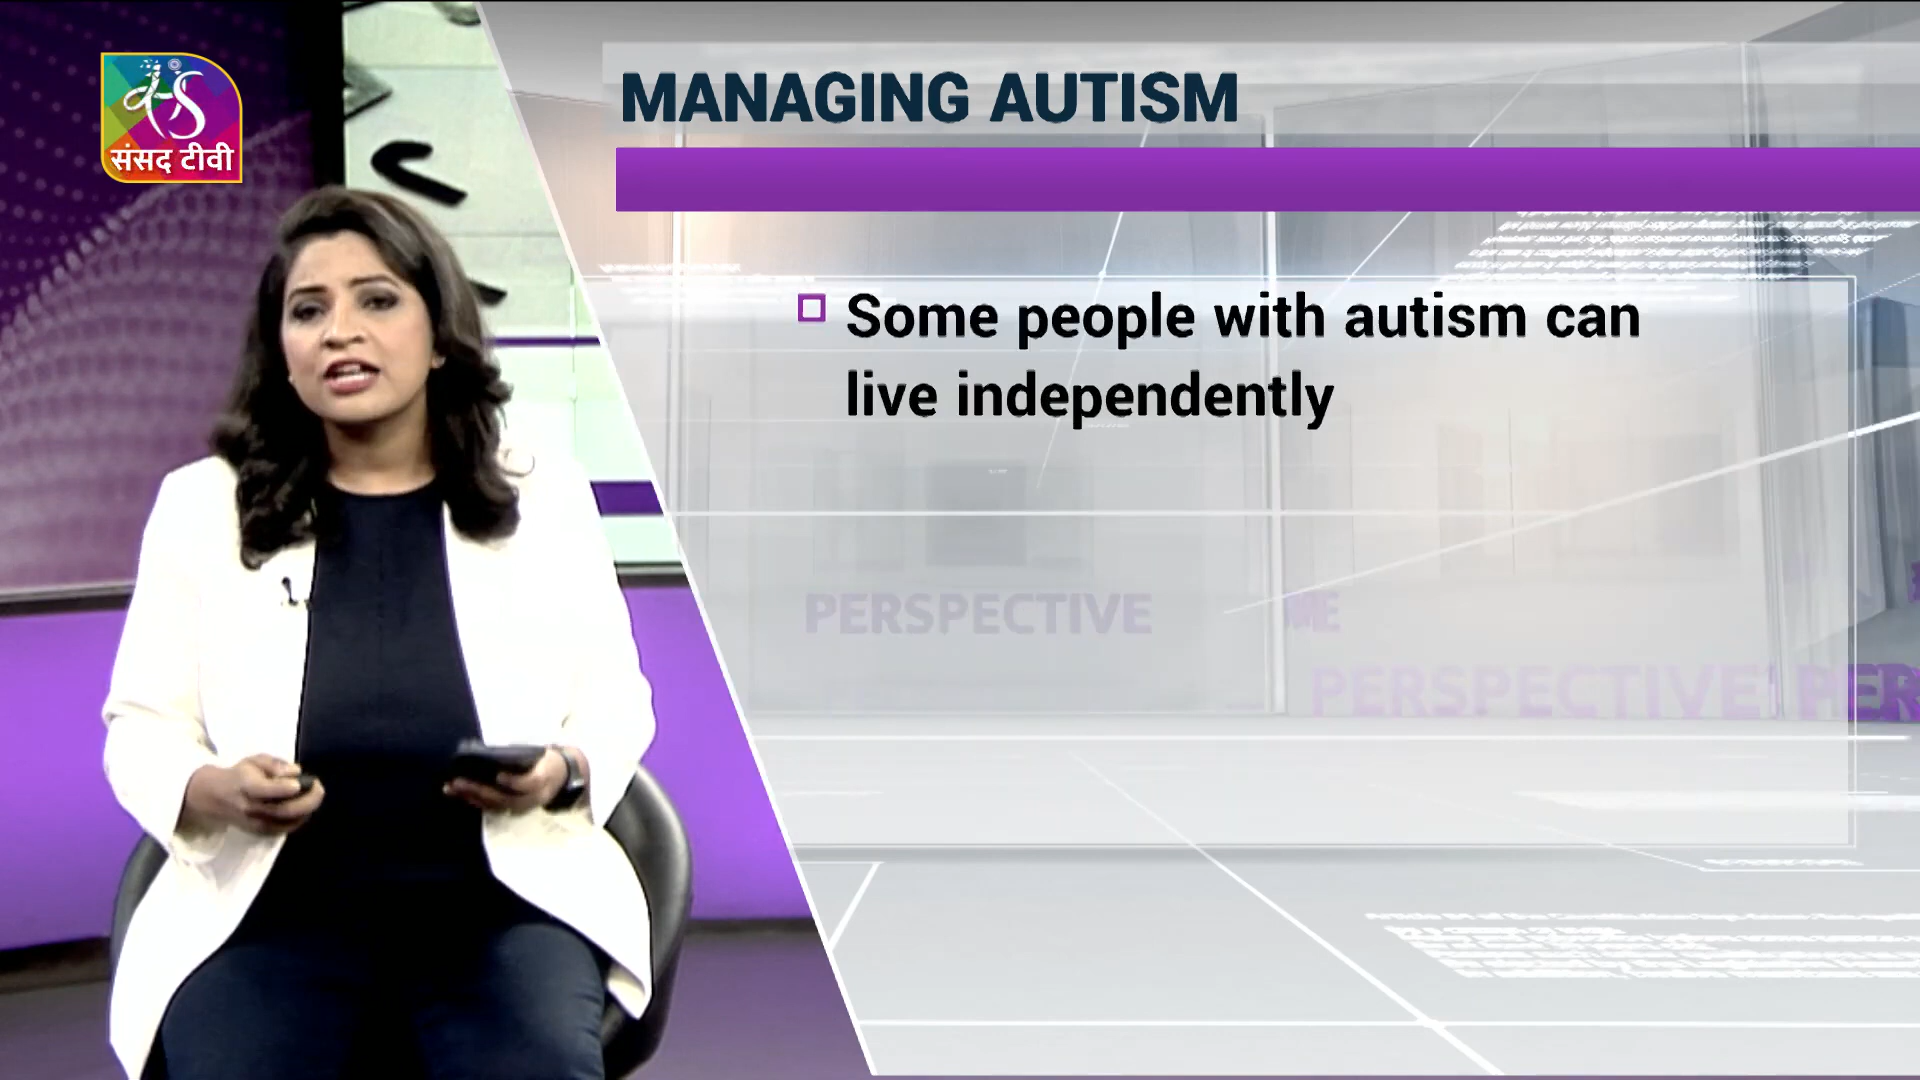 संसद टीवी
MANAGING AUTISM
Some people with autism can
live independently
PERSPECTIVE
PERSPECTIVE